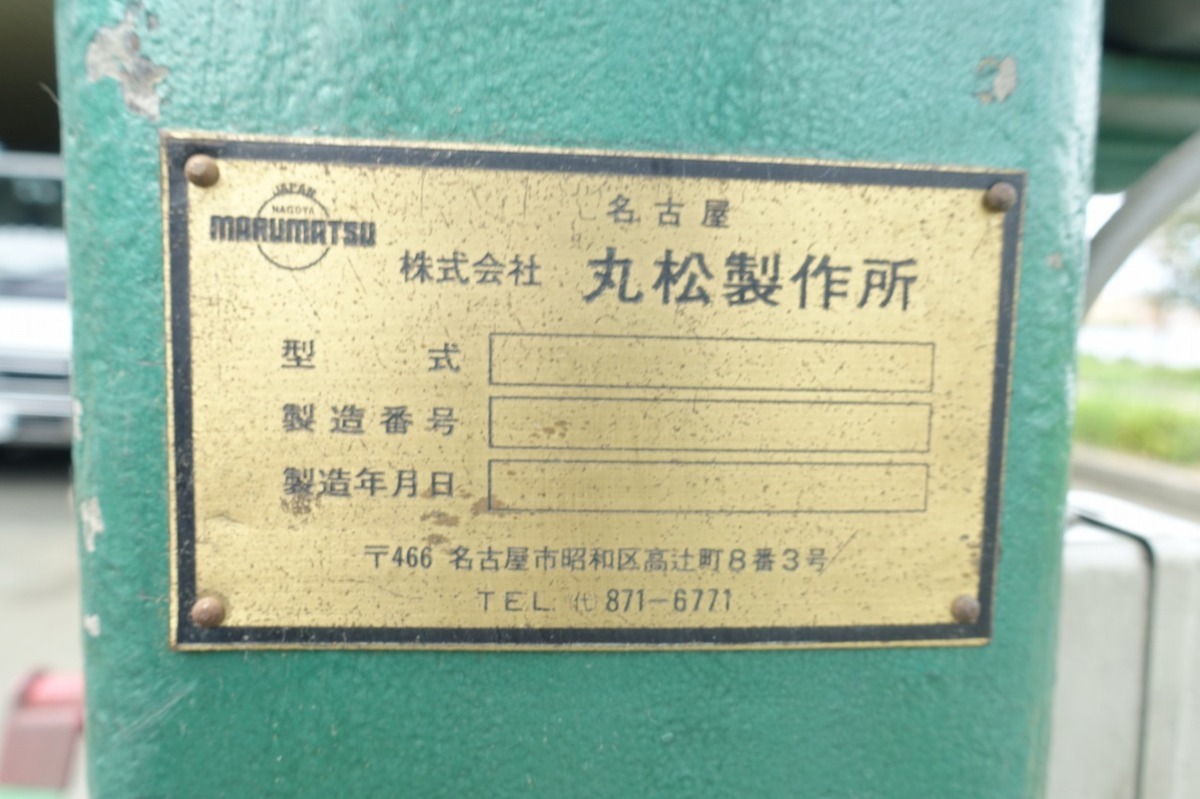 JAPAN
NAGOYA
MARUMATSU
名古屋
株式会社 丸松製作所
型式
製造番号
製造年月日
〒466 名古屋市昭和区高辻町8番3号
TEL.(代)871-6771